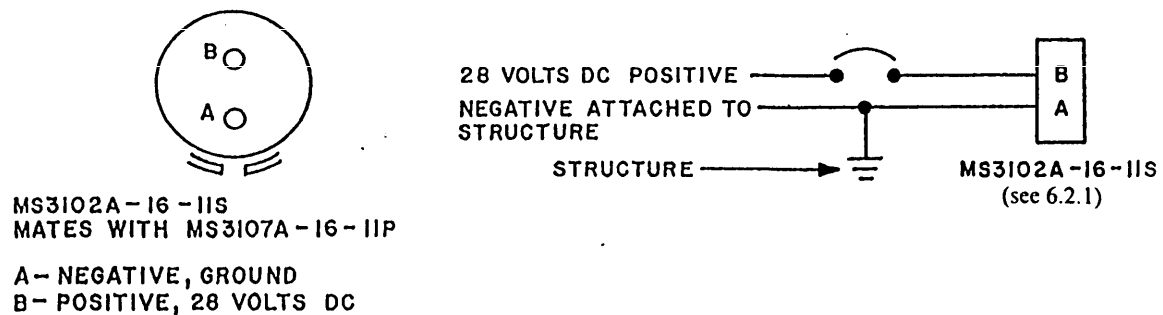 B
A
MS3102A-16-11S
MATES WITH MS3107A-16-11P
A- NEGATIVE, GROUND
B- POSITIVE, 28 VOLTS DC
28 VOLTS DC POSITIVE
NEGATIVE ATTACHED TO
STRUCTURE
STRUCTURE
B
A
MS3102A-16-11S
(see 6.2.1)